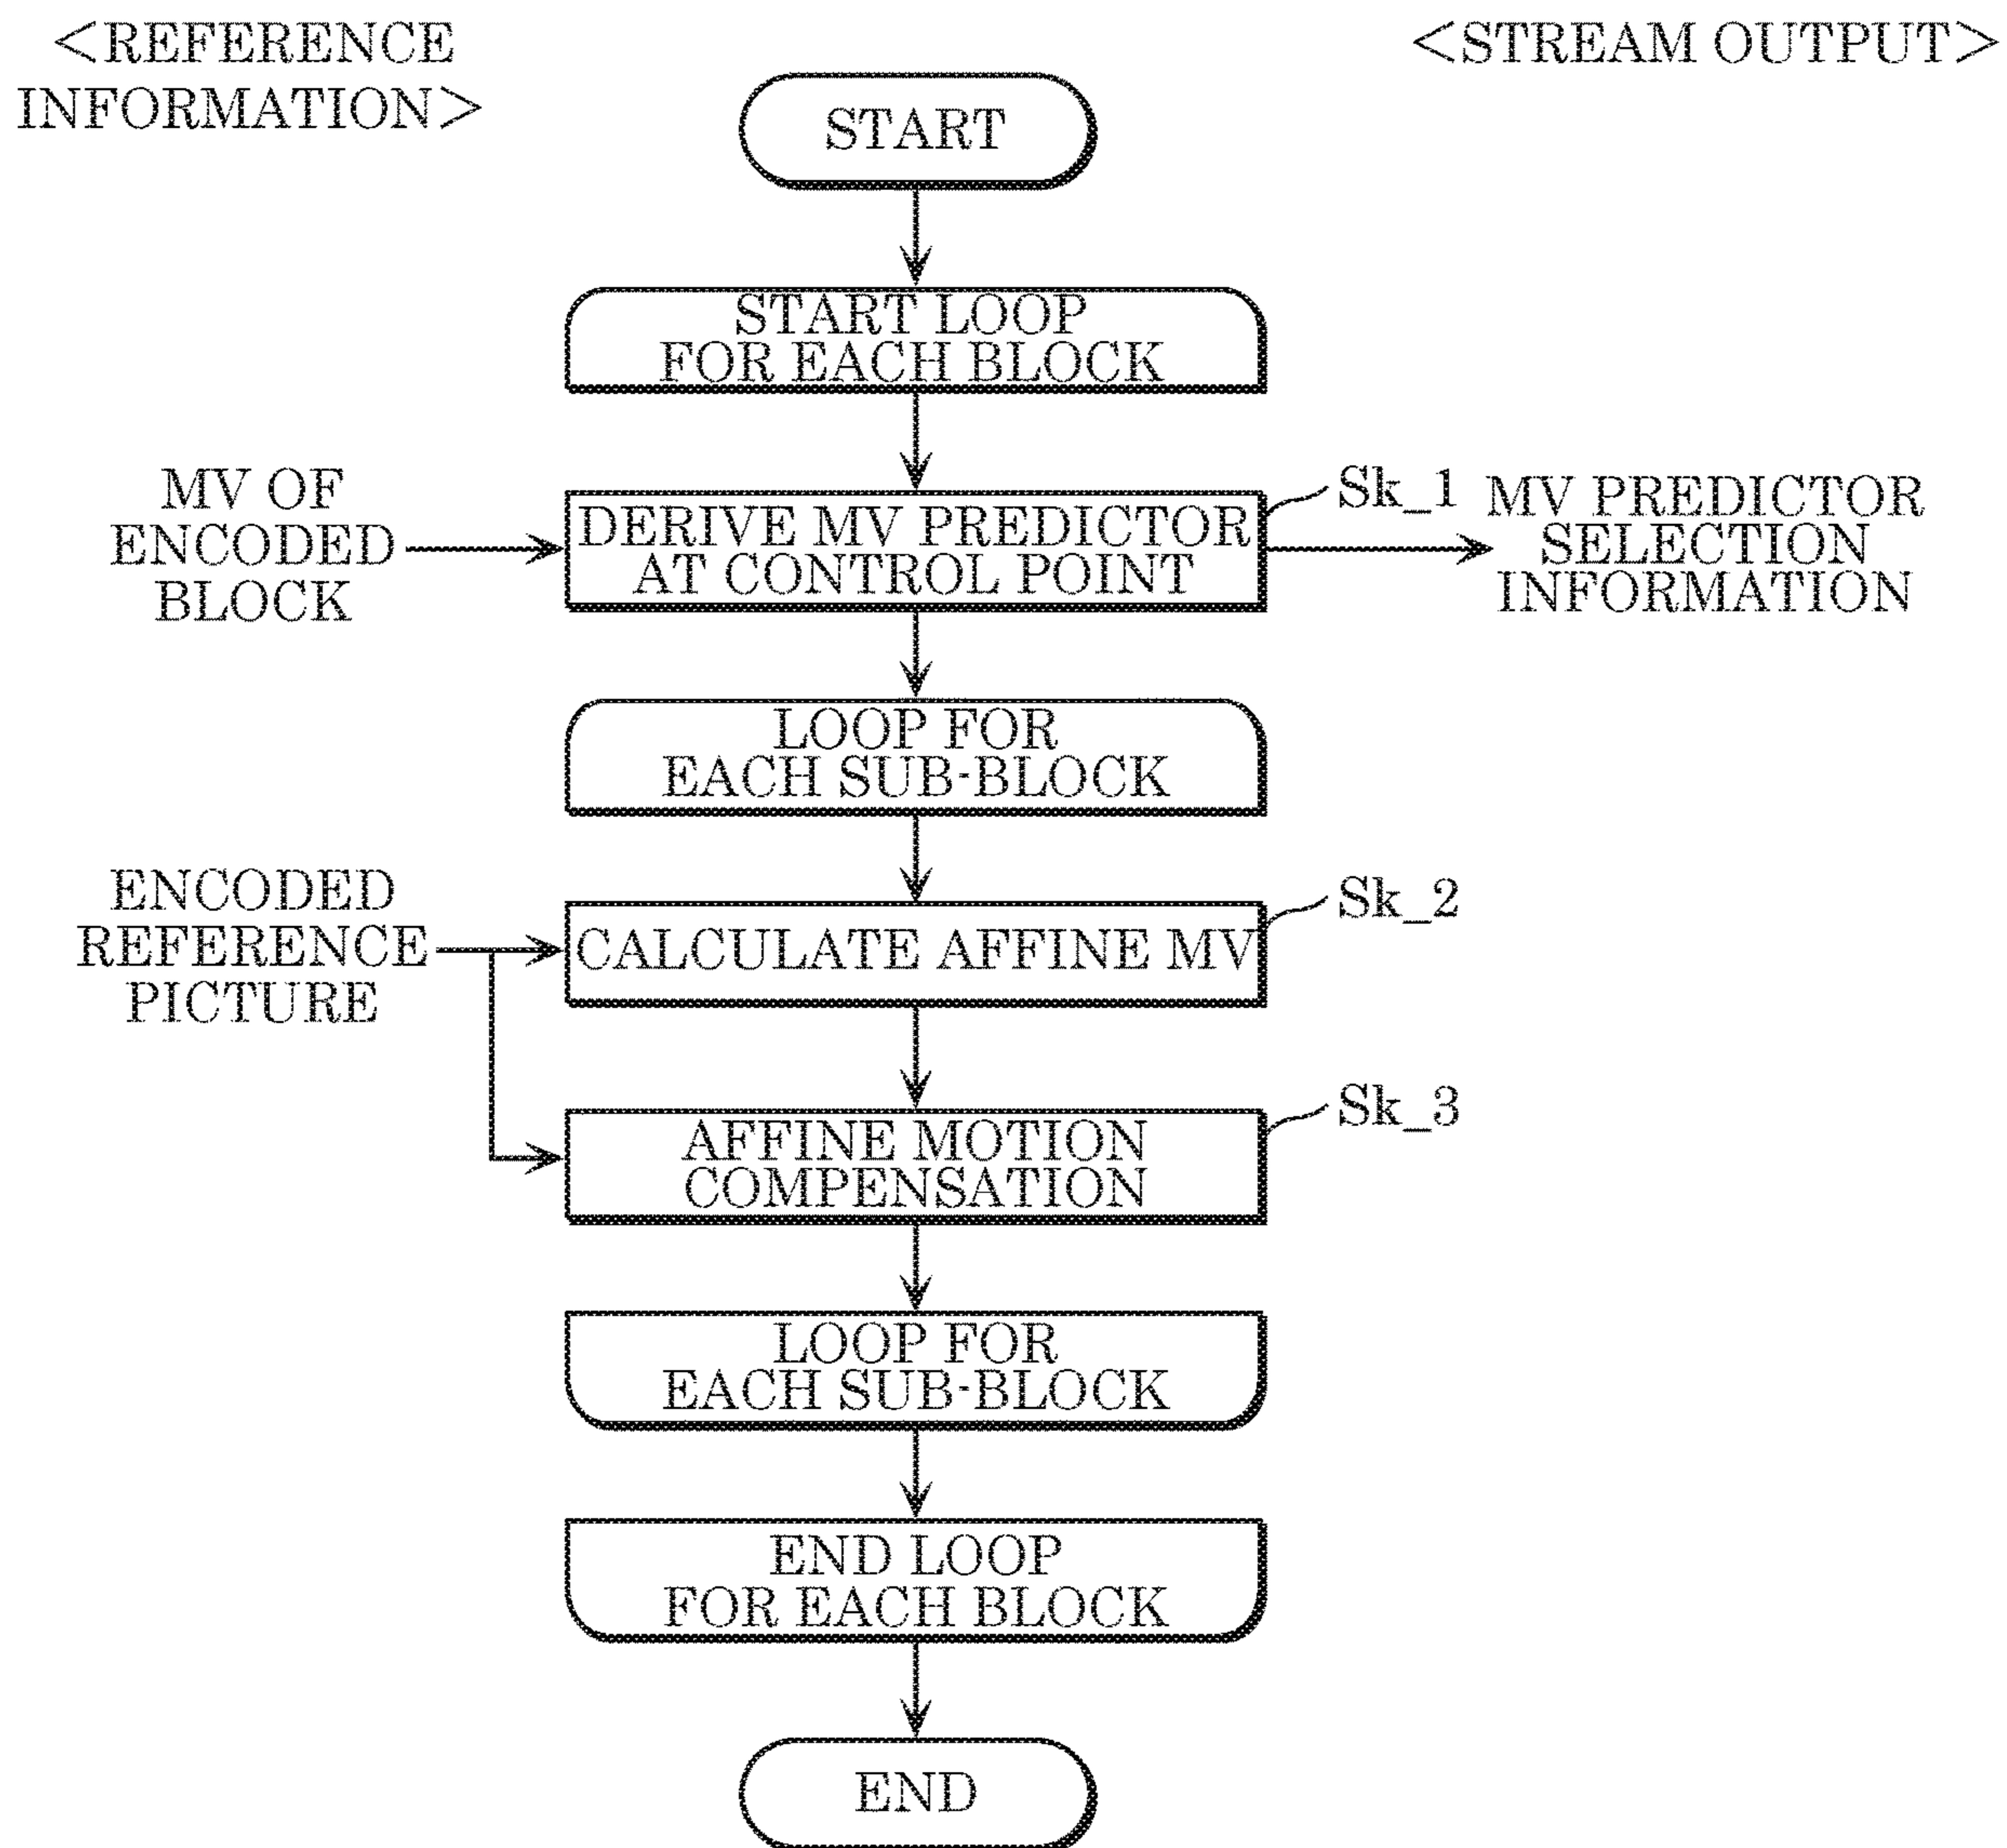 <REFERENCE
INFORMATION>
<STREAM OUTPUT>
START
START LOOP
FOR EACH BLOCK
MV OF
ENCODED
BLOCK
DERIVE MV PREDICTOR
AT CONTROL POINT
Sk_1
MV PREDICTOR
SELECTION
INFORMATION
LOOP FOR
EACH SUB-BLOCK
ENCODED
REFERENCE
PICTURE
CALCULATE AFFINE MV
Sk_2
AFFINE MOTION
COMPENSATION
Sk_3
LOOP FOR
EACH SUB-BLOCK
END LOOP
FOR EACH BLOCK
END